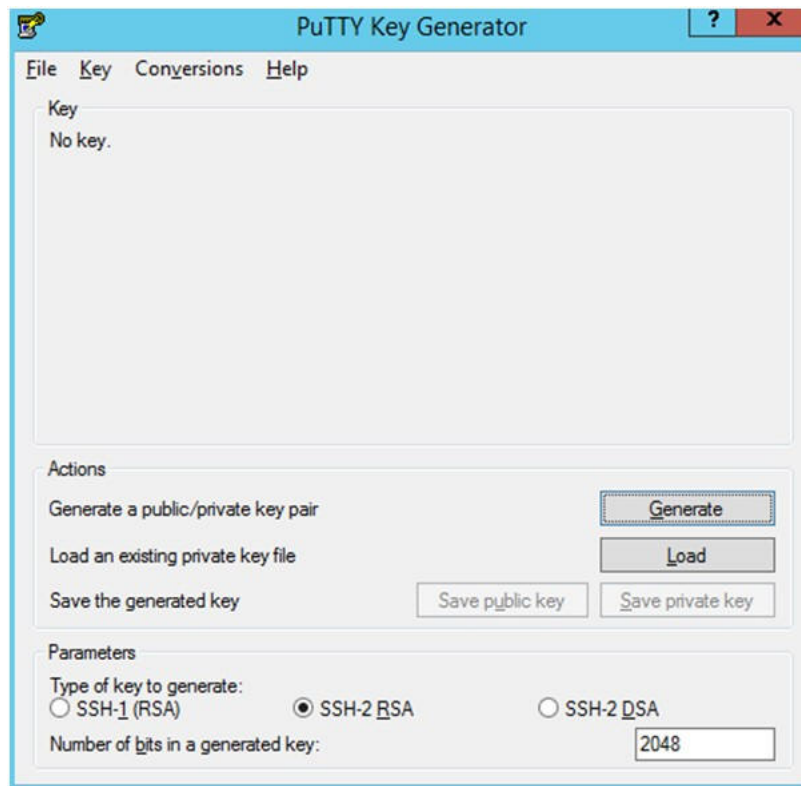 PuTTY Key Generator ? X
File Key Conversions Help
Key
No key.
Actions
Generate a public/private key pair Generate
Load an existing private key file Load
Save the generated key Save public key Save private key
Parameters
Type of key to generate:
SSH-1 (RSA) SSH-2 RSA SSH-2 DSA
Number of bits in a generated key: 2048